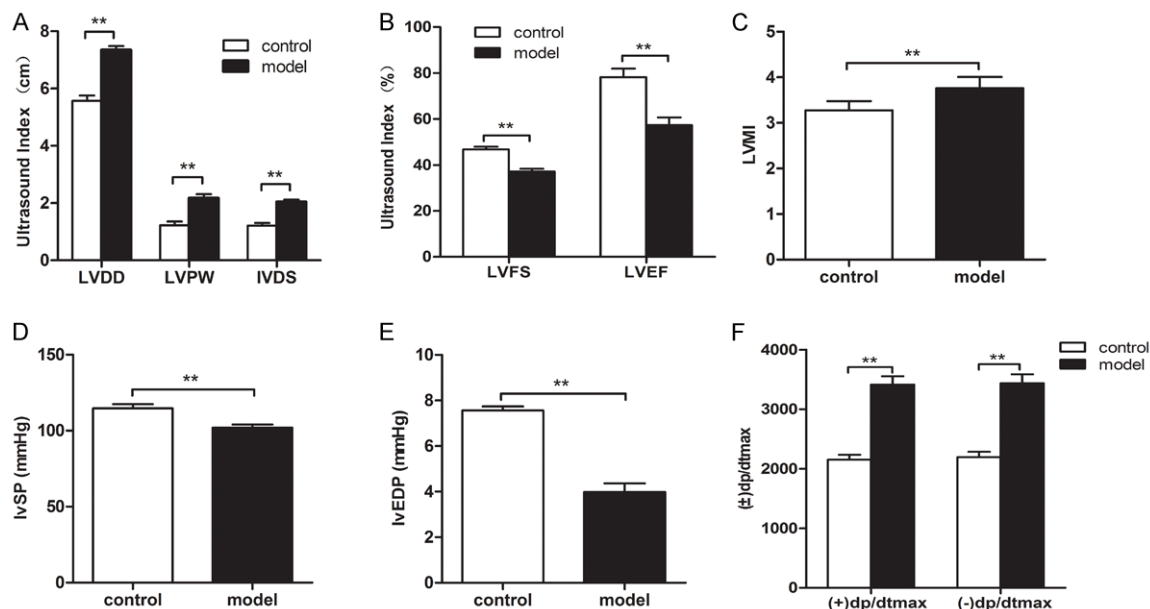 A
Ultrasound Index (cm)
8
6
4
2
0
**
**
**
control
model
LVDD LVPW IVDS
B
Ultrasound Index (%)
100
80
60
40
20
0
**
**
control
model
LVFS LVEF
C
LVMI
5
4
3
2
1
0
**
control model
D
lvSP (mmHg)
150
100
50
0
**
control model
E
lvEDP (mmHg)
10
8
6
4
2
0
**
control model
F
(±)dp/dtmax
4000
3000
2000
1000
0
**
**
control
model
(+)dp/dtmax (-)dp/dtmax